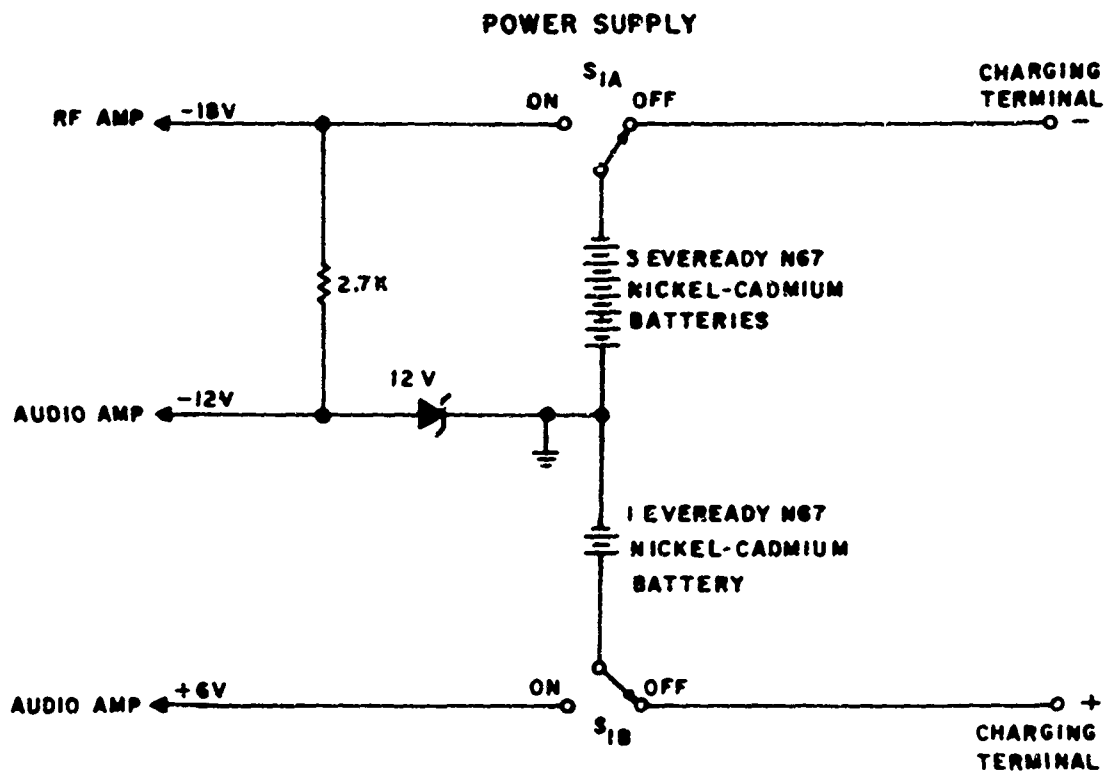 POWER SUPPLY
S1A
CHARGING
TERMINAL
-
RF AMP
-18V
ON
OFF
3 EVEREADY N67
NICKEL-CADMIUM
BATTERIES
2.7K
12 V
AUDIO AMP
-12V
1 EVEREADY N67
NICKEL-CADMIUM
BATTERY
AUDIO AMP
+6V
ON
OFF
+
S1B
CHARGING
TERMINAL